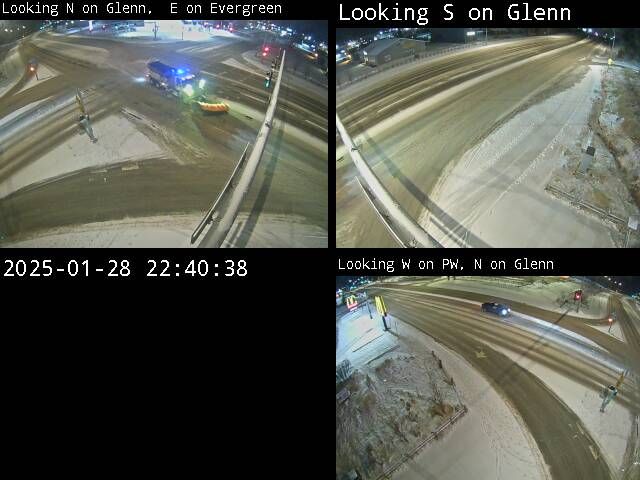 Looking N on Glenn,  E on Evergreen
Looking S on Glenn
2025-01-28 22:40:38
Looking W on PW, N on Glenn